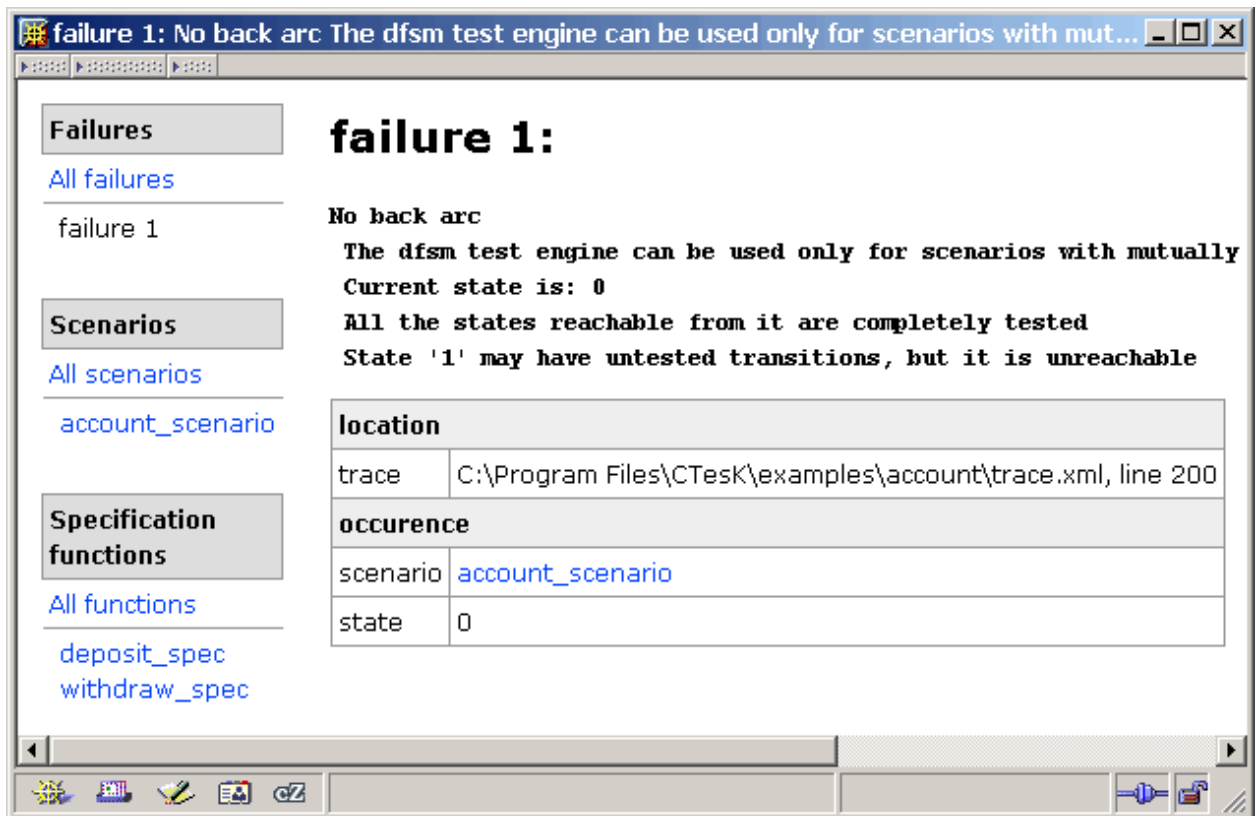 failure 1: No back arc The dfsm test engine can be used only for scenarios with mut...
Failures
All failures
failure 1
Scenarios
All scenarios
account_scenario
Specification
functions
All functions
deposit_spec
withdraw_spec
failure 1:
No back arc
The dfsm test engine can be used only for scenarios with mutually
Current state is: 0
All the states reachable from it are completely tested
State '1' may have untested transitions, but it is unreachable
location
trace C:\Program Files\CTesK\examples\account\trace.xml, line 200
occurence
scenario account_scenario
state 0